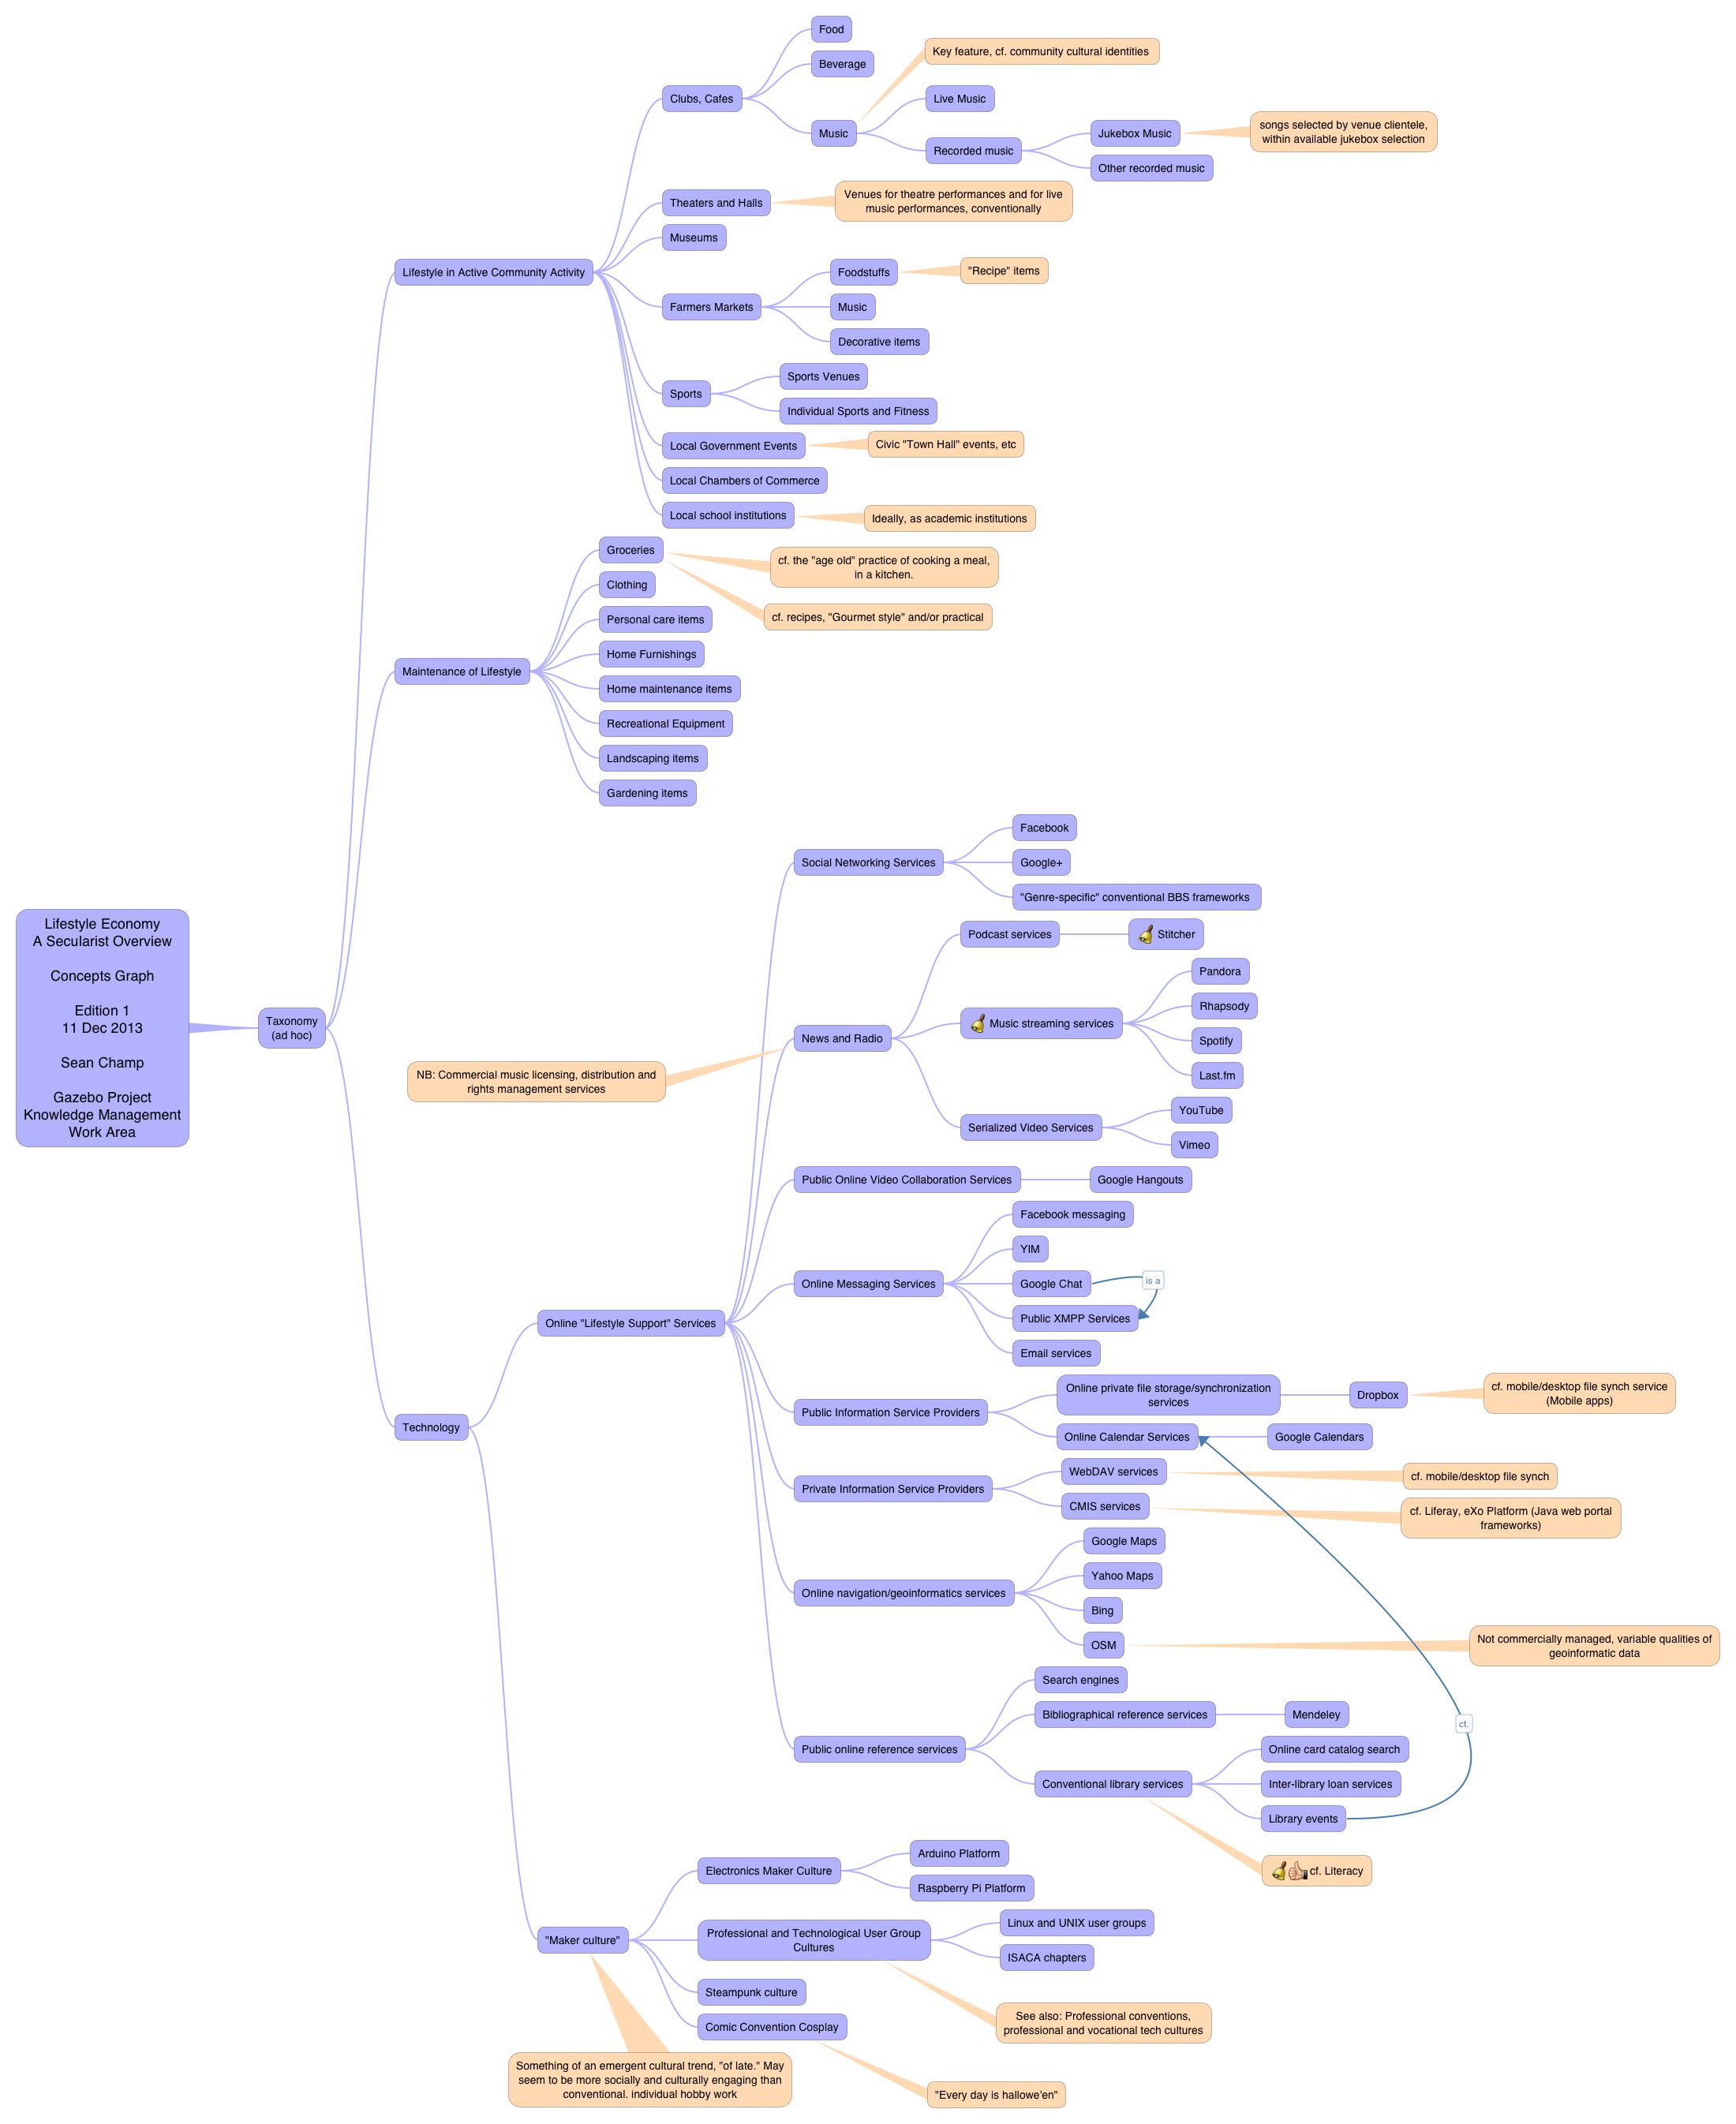 Lifestyle Economy
A Secularist Overview
Concepts Graph
Edition 1
11 Dec 2013
Sean Champ
Gazebo Project
Knowledge Management
Work Area
Taxonomy
(ad hoc)
Lifestyle in Active Community Activity
Clubs, Cafes
Food
Beverage
Music
Key feature, cf. community cultural identities
Live Music
Recorded music
Jukebox Music
songs selected by venue clientele,
within available jukebox selection
Other recorded music
Theaters and Halls
Venues for theatre performances and for live
music performances, conventionally
Museums
Farmers Markets
Foodstuffs
"Recipe" items
Music
Decorative items
Sports
Sports Venues
Individual Sports and Fitness
Local Government Events
Civic "Town Hall" events, etc
Local Chambers of Commerce
Local school institutions
Ideally, as academic institutions
Maintenance of Lifestyle
Groceries
cf. the "age old" practice of cooking a meal,
in a kitchen.
cf. recipes, "Gourmet style" and/or practical
Clothing
Personal care items
Home Furnishings
Home maintenance items
Recreational Equipment
Landscaping items
Gardening items
Technology
Online "Lifestyle Support" Services
Social Networking Services
Facebook
Google+
"Genre-specific" conventional BBS frameworks
News and Radio
NB: Commercial music licensing, distribution and
rights management services
Podcast services
Stitcher
Music streaming services
Pandora
Rhapsody
Spotify
Last.fm
Serialized Video Services
YouTube
Vimeo
Public Online Video Collaboration Services
Google Hangouts
Online Messaging Services
Facebook messaging
YIM
Google Chat
is a
Public XMPP Services
Email services
Public Information Service Providers
Online private file storage/synchronization
services
Dropbox
cf. mobile/desktop file synch service
(Mobile apps)
Online Calendar Services
Google Calendars
Private Information Service Providers
WebDAV services
cf. mobile/desktop file synch
CMIS services
cf. Liferay, eXo Platform (Java web portal
frameworks)
Online navigation/geoinformatics services
Google Maps
Yahoo Maps
Bing
OSM
Not commercially managed, variable qualities of
geoinformatic data
Public online reference services
Search engines
Bibliographical reference services
Mendeley
ct.
Conventional library services
Online card catalog search
Inter-library loan services
Library events
cf. Literacy
"Maker culture"
Electronics Maker Culture
Arduino Platform
Raspberry Pi Platform
Professional and Technological User Group
Cultures
Linux and UNIX user groups
ISACA chapters
See also: Professional conventions,
professional and vocational tech cultures
Steampunk culture
Comic Convention Cosplay
"Every day is hallowe'en"
Something of an emergent cultural trend, "of late." May
seem to be more socially and culturally engaging than
conventional. individual hobby work